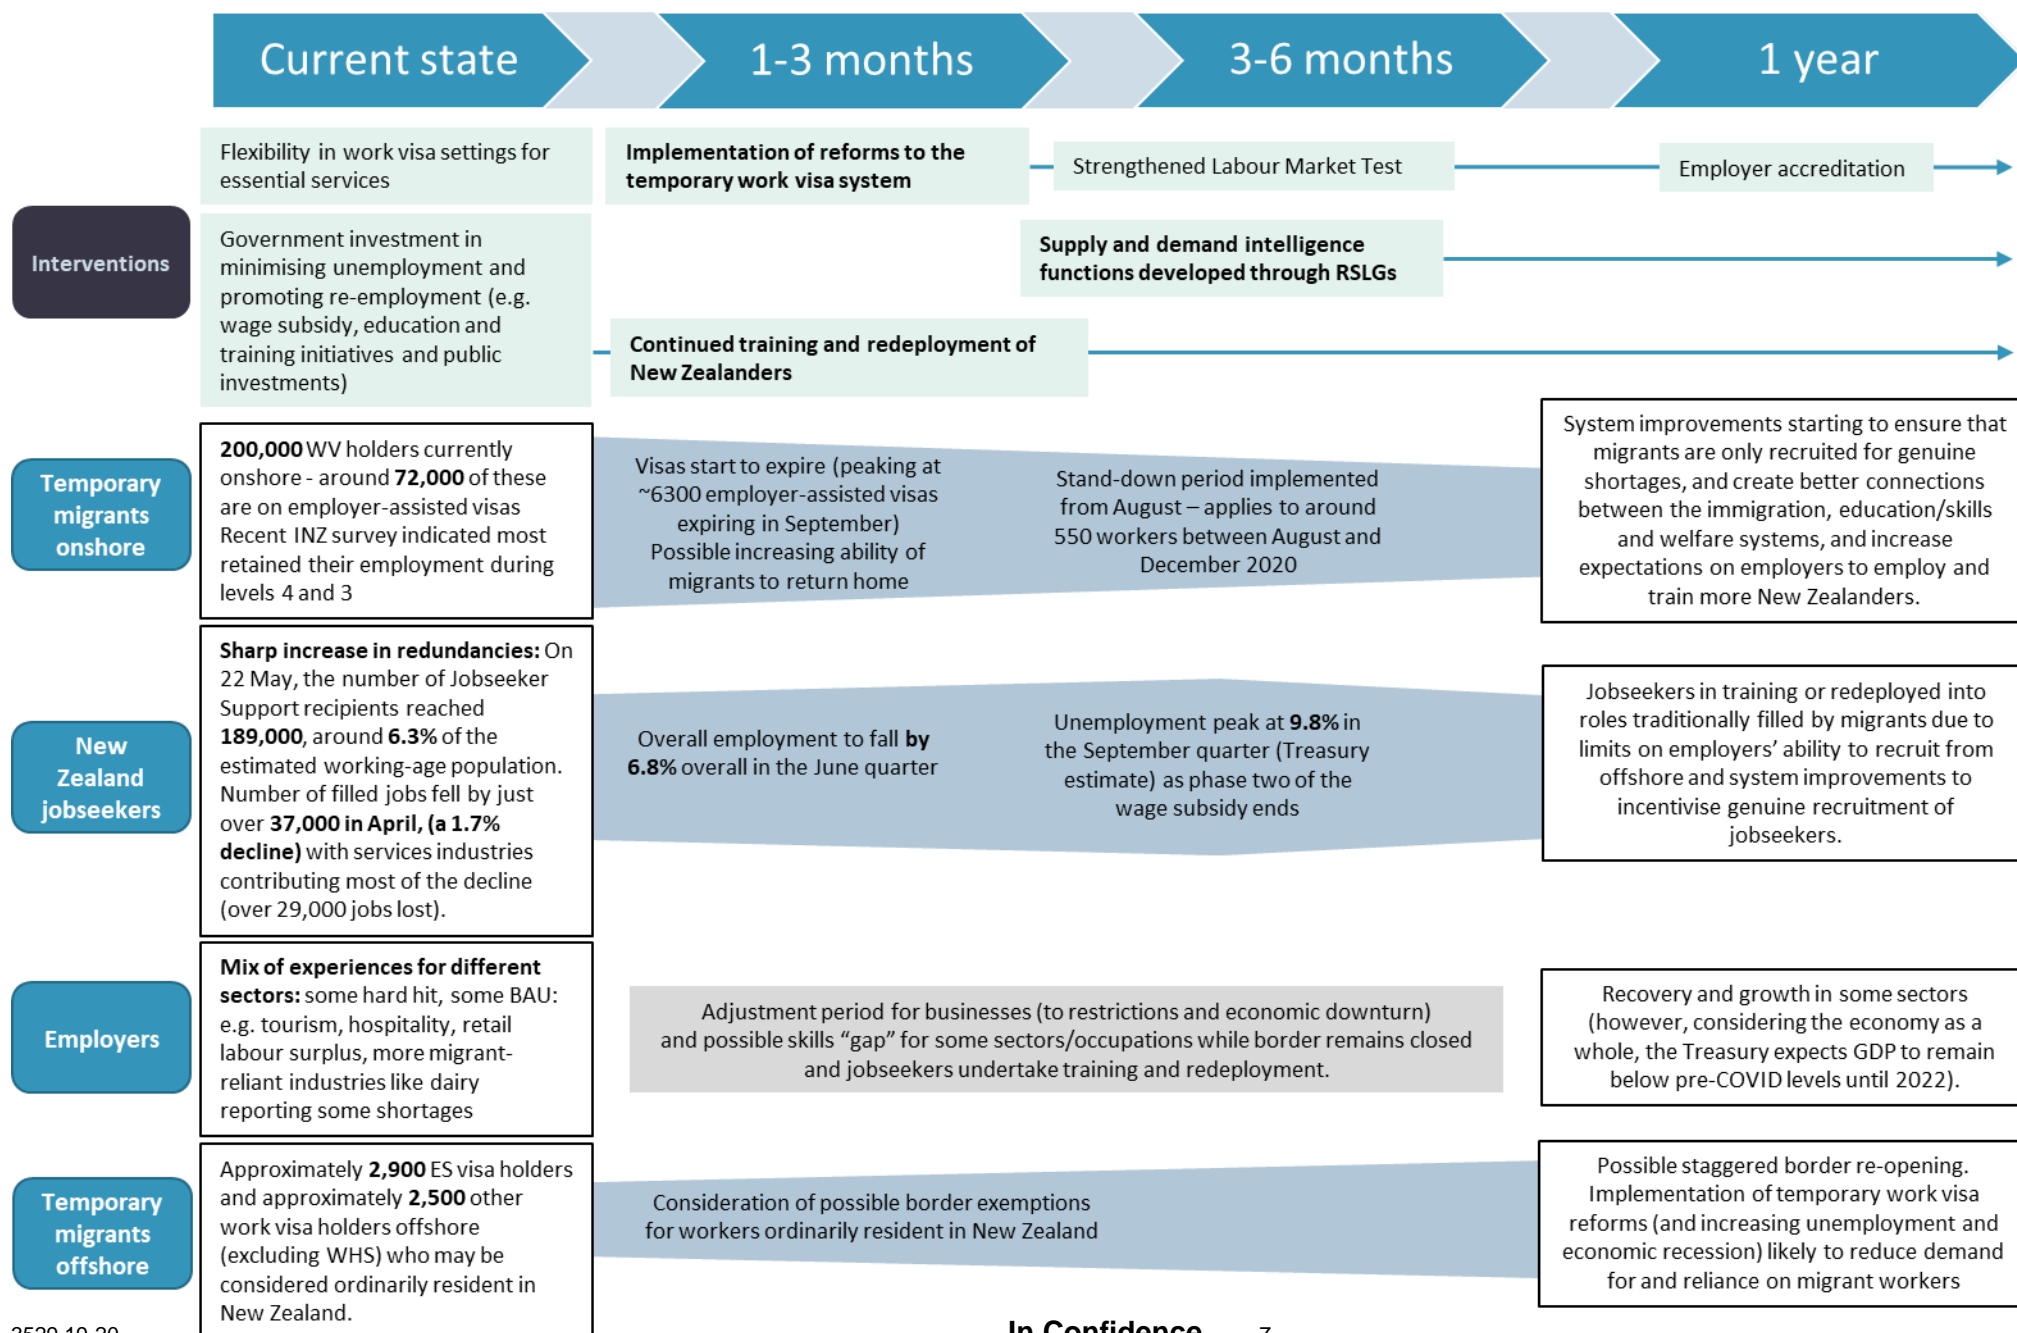 Current state
1-3 months
3-6 months
1 year
Interventions
Flexibility in work visa settings for
essential services
Implementation of reforms to the
temporary work visa system
Strengthened Labour Market Test
Employer accreditation
Government investment in
minimising unemployment and
promoting re-employment (e.g.
wage subsidy, education and
training initiatives and public
investments)
Supply and demand intelligence
functions developed through RSLGs
Continued training and redeployment of
New Zealanders
Temporary
migrants
onshore
200,000 WV holders currently
onshore - around 72,000 of these
are on employer-assisted visas
Recent INZ survey indicated most
retained their employment during
levels 4 and 3
Visas start to expire (peaking at
~6300 employer-assisted visas
expiring in September)
Possible increasing ability of
migrants to return home
Stand-down period implemented
from August – applies to around
550 workers between August and
December 2020
System improvements starting to ensure that
migrants are only recruited for genuine
shortages, and create better connections
between the immigration, education/skills
and welfare systems, and increase
expectations on employers to employ and
train more New Zealanders.
New
Zealand
jobseekers
Sharp increase in redundancies: On
22 May, the number of Jobseeker
Support recipients reached
189,000, around 6.3% of the
estimated working-age population.
Number of filled jobs fell by just
over 37,000 in April, (a 1.7%
decline) with services industries
contributing most of the decline
(over 29,000 jobs lost).
Overall employment to fall by
6.8% overall in the June quarter
Unemployment peak at 9.8% in
the September quarter (Treasury
estimate) as phase two of the
wage subsidy ends
Jobseekers in training or redeployed into
roles traditionally filled by migrants due to
limits on employers’ ability to recruit from
offshore and system improvements to
incentivise genuine recruitment of
jobseekers.
Employers
Mix of experiences for different
sectors: some hard hit, some BAU:
e.g. tourism, hospitality, retail
labour surplus, more migrant-
reliant industries like dairy
reporting some shortages
Adjustment period for businesses (to restrictions and economic downturn)
and possible skills “gap” for some sectors/occupations while border remains closed
and jobseekers undertake training and redeployment.
Recovery and growth in some sectors
(however, considering the economy as a
whole, the Treasury expects GDP to remain
below pre-COVID levels until 2022).
Temporary
migrants
offshore
Approximately 2,900 ES visa holders
and approximately 2,500 other
work visa holders offshore
(excluding WHS) who may be
considered ordinarily resident in
New Zealand.
Consideration of possible border exemptions
for workers ordinarily resident in New Zealand
Possible staggered border re-opening.
Implementation of temporary work visa
reforms (and increasing unemployment and
economic recession) likely to reduce demand
for and reliance on migrant workers
3529 19-20
In Confidence
7